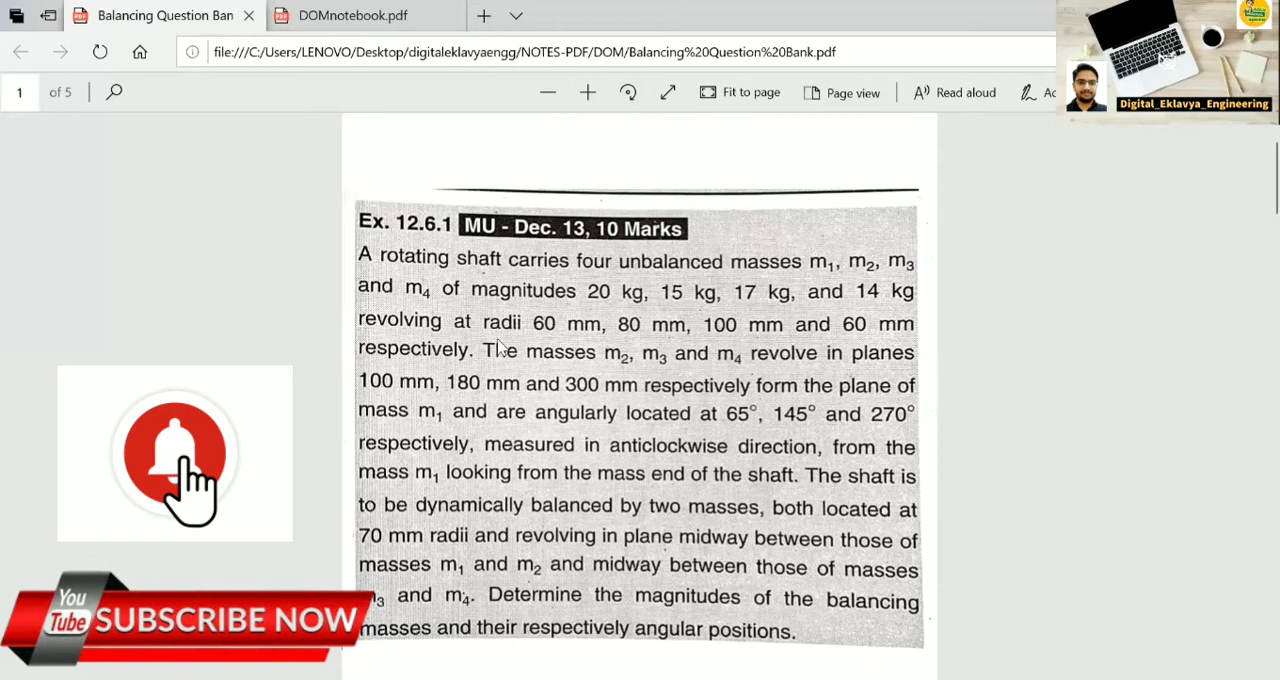 Balancing Question Ban
DOMnotebook.pdf
file:///C:/Users/LENOVO/Desktop/digitaleklavyaengg/NOTES-PDF/DOM/Balancing%20Question%20Bank.pdf
1 of 5
Fit to page
Page view
Read aloud
Digital_Eklavya_Engineering
Ex. 12.6.1 MU - Dec. 13, 10 Marks
A rotating shaft carries four unbalanced masses m₁, m₂, m₃
and m₄ of magnitudes 20 kg, 15 kg, 17 kg, and 14 kg
revolving at radii 60 mm, 80 mm, 100 mm and 60 mm
respectively. The masses m₂, m₃ and m₄ revolve in planes
100 mm, 180 mm and 300 mm respectively form the plane of
mass m₁ and are angularly located at 65°, 145° and 270°
respectively, measured in anticlockwise direction, from the
mass m₁ looking from the mass end of the shaft. The shaft is
to be dynamically balanced by two masses, both located at
70 mm radii and revolving in plane midway between those of
masses m₁ and m₂ and midway between those of masses
and m₄. Determine the magnitudes of the balancing
masses and their respectively angular positions.
You
Tube SUBSCRIBE NOW